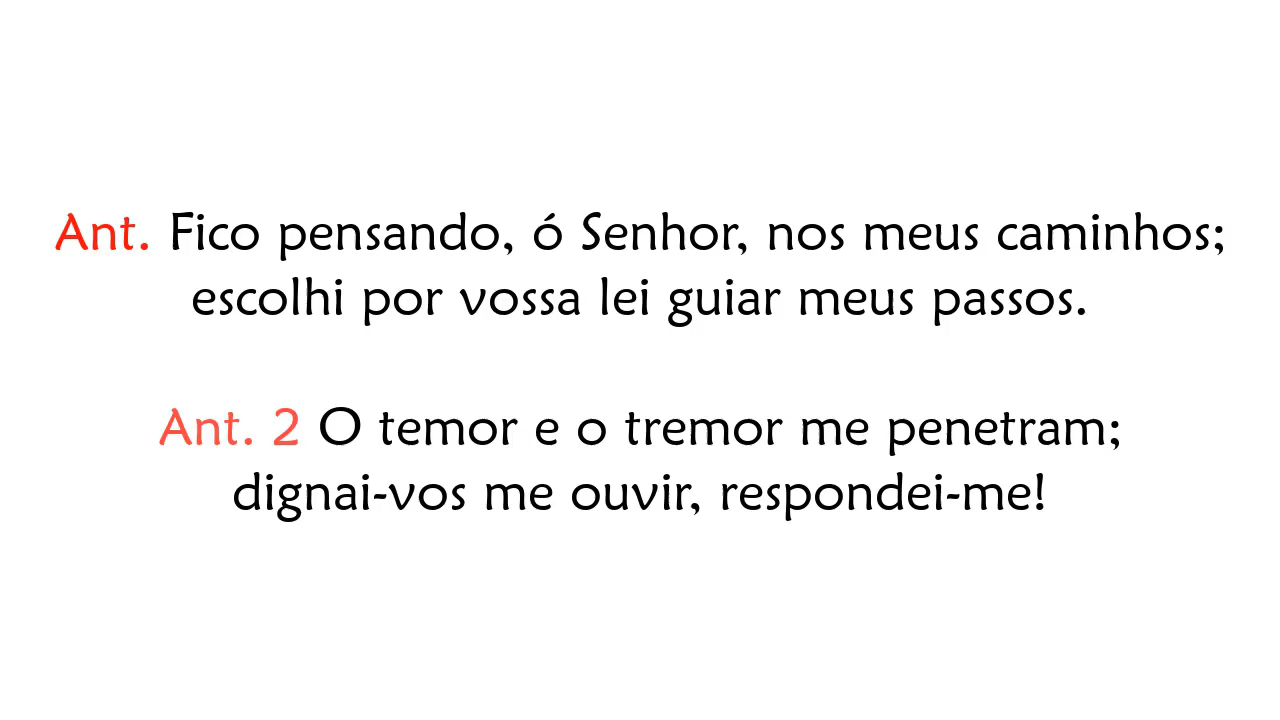 Ant. Fico pensando, ó Senhor, nos meus caminhos;
escolhi por vossa lei guiar meus passos.
Ant. 2 O temor e o tremor me penetram;
dignai-vos me ouvir, respondei-me!